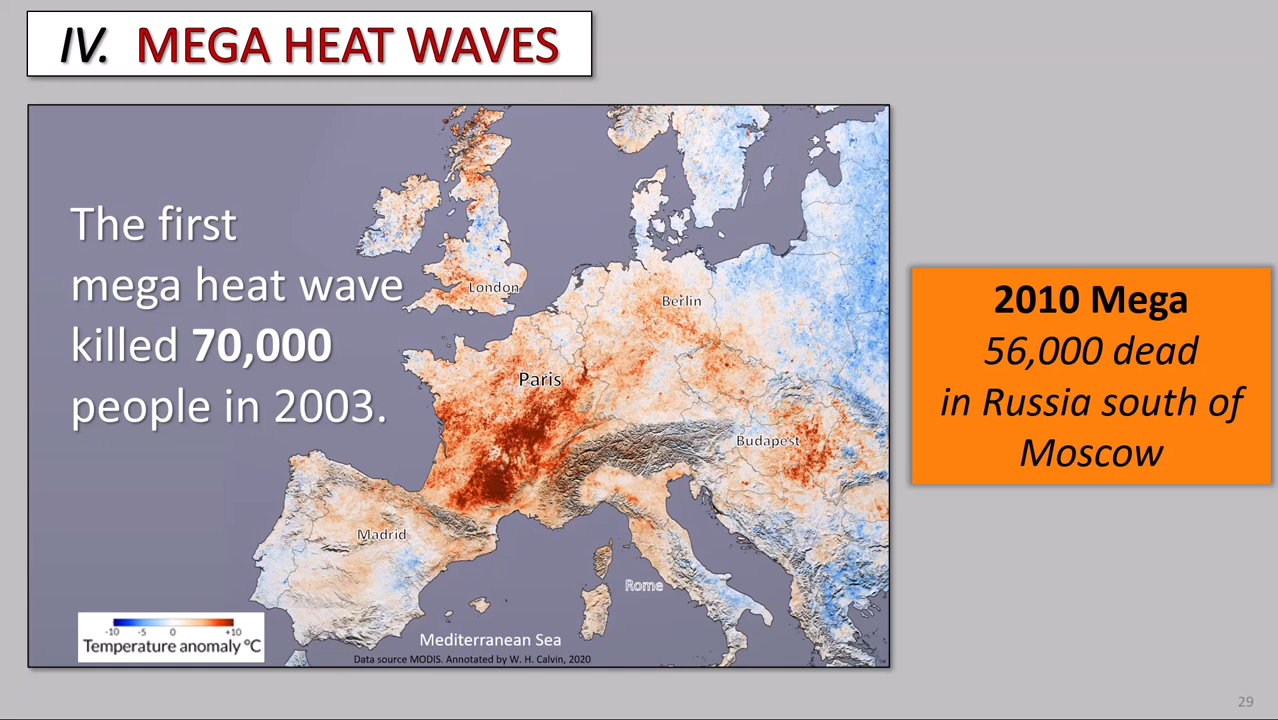 IV. MEGA HEAT WAVES
The first
mega heat wave
killed 70,000
people in 2003.
London
Berlin
Paris
Budapest
Madrid
Rome
Mediterranean Sea
-10 -5 0 +10
Temperature anomaly °C
Data source MODIS. Annotated by W. H. Calvin, 2020
2010 Mega
56,000 dead
in Russia south of
Moscow
29